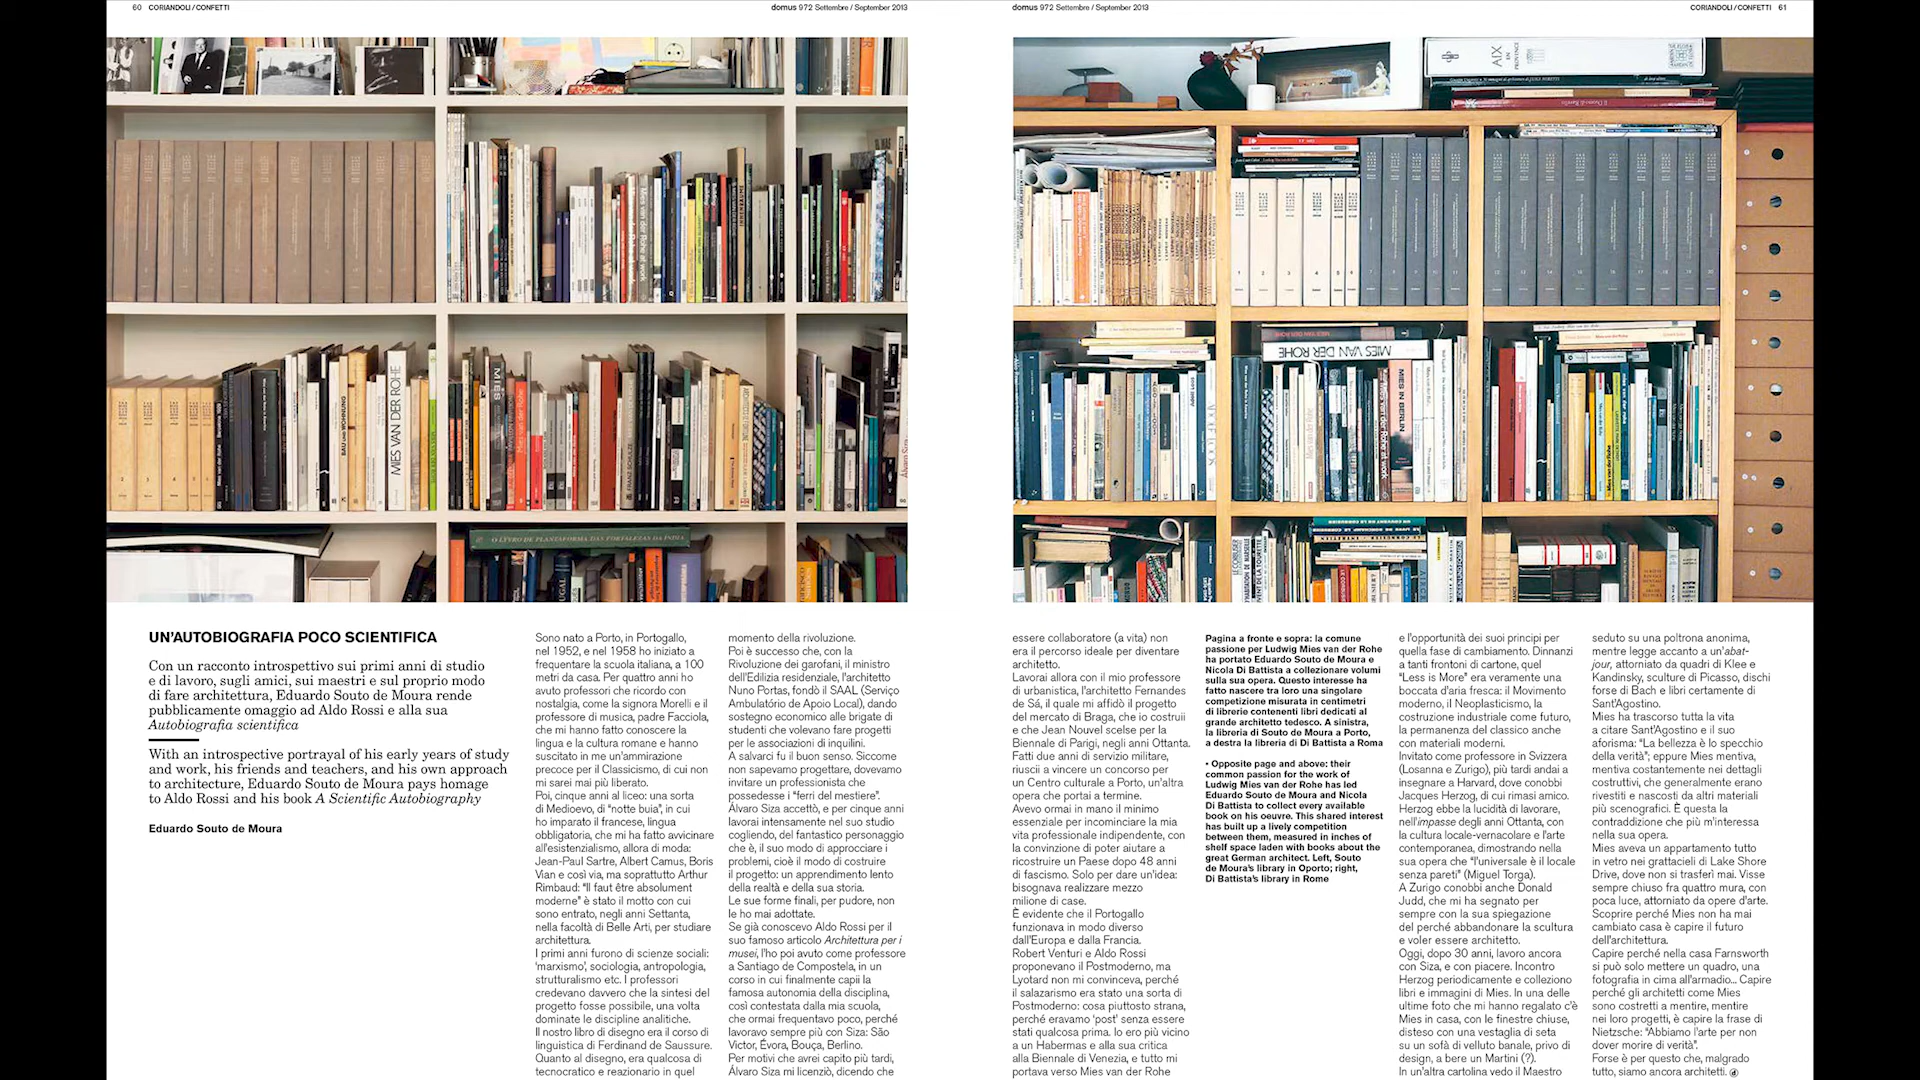 60 CORIANDOLI/CONFETTI
domus 972 Settembre / September 2013
domus 972 Settembre / September 2013
CORIANDOLI/CONFETTI 61
MIES VAN DER ROHE
BAU UND WOHNUNG
MIES
O LIVRO DE PLANTAFORMA DAS FORTALEZAS DA INDIA
AIX
EN
PROVENCE
MIES VAN DER ROHE
MIES IN BERLIN
UN'AUTOBIOGRAFIA POCO SCIENTIFICA
Con un racconto introspettivo sui primi anni di studio
e di lavoro, sugli amici, sui maestri e sul proprio modo
di fare architettura, Eduardo Souto de Moura rende
pubblicamente omaggio ad Aldo Rossi e alla sua
Autobiografia scientifica
With an introspective portrayal of his early years of study
and work, his friends and teachers, and his own approach
to architecture, Eduardo Souto de Moura pays homage
to Aldo Rossi and his book A Scientific Autobiography
Eduardo Souto de Moura
Sono nato a Porto, in Portogallo,
nel 1952, e nel 1958 ho iniziato a
frequentare la scuola italiana, a 100
metri da casa. Per quattro anni ho
avuto professori che ricordo con
nostalgia, come la signora Morelli e il
professore di musica, padre Facciola,
che mi hanno fatto conoscere la
lingua e la cultura romane e hanno
suscitato in me un'ammirazione
precoce per il Classicismo, di cui non
mi sarei mai più liberato.
Poi, cinque anni al liceo: una sorta
di Medioevo, di "notte buia", in cui
ho imparato il francese, lingua
obbligatoria, che mi ha fatto avvicinare
all'esistenzialismo, allora di moda:
Jean-Paul Sartre, Albert Camus, Boris
Vian e così via, ma soprattutto Arthur
Rimbaud: "Il faut être absolument
moderne" è stato il motto con cui
sono entrato, negli anni Settanta,
nella facoltà di Belle Arti, per studiare
architettura.
I primi anni furono di scienze sociali:
'marxismo', sociologia, antropologia,
strutturalismo etc. I professori
credevano davvero che la sintesi del
progetto fosse possibile, una volta
dominate le discipline analitiche.
Il nostro libro di disegno era il corso di
linguistica di Ferdinand de Saussure.
Quanto al disegno, era qualcosa di
tecnocratico e reazionario in quel
momento della rivoluzione.
Poi è successo che, con la
Rivoluzione dei garofani, il ministro
dell'Edilizia residenziale, l'architetto
Nuno Portas, fondò il SAAL (Serviço
Ambulatório de Apoio Local), dando
sostegno economico alle brigate di
studenti che volevano fare progetti
per le associazioni di inquilini.
A salvarci fu il buon senso. Siccome
non sapevamo progettare, dovevamo
invitare un professionista che
possedesse i "ferri del mestiere".
Álvaro Siza accettò, e per cinque anni
lavorai intensamente nel suo studio
cogliendo, del fantastico personaggio
che è, il suo modo di approcciare i
problemi, cioè il modo di costruire
il progetto: un apprendimento lento
della realtà e della sua storia.
Le sue forme finali, per pudore, non
le ho mai adottate.
Se già conoscevo Aldo Rossi per il
suo famoso articolo Architettura per i
musei, l'ho poi avuto come professore
a Santiago de Compostela, in un
corso in cui finalmente capii la
famosa autonomia della disciplina,
così contestata dalla mia scuola,
che ormai frequentavo poco, perché
lavoravo sempre più con Siza: São
Victor, Évora, Bouça, Berlino.
Per motivi che avrei capito più tardi,
Álvaro Siza mi licenziò, dicendo che
essere collaboratore (a vita) non
era il percorso ideale per diventare
architetto.
Lavorai allora con il mio professore
di urbanistica, l'architetto Fernandes
de Sá, il quale mi affidò il progetto
del mercato di Braga, che io costruii
e che Jean Nouvel scelse per la
Biennale di Parigi, negli anni Ottanta.
Fatti due anni di servizio militare,
riuscii a vincere un concorso per
un Centro culturale a Porto, un'altra
opera che portai a termine.
Avevo ormai in mano il minimo
essenziale per incominciare la mia
vita professionale indipendente, con
la convinzione di poter aiutare a
ricostruire un Paese dopo 48 anni
di fascismo. Solo per dare un'idea:
bisognava realizzare mezzo
milione di case.
È evidente che il Portogallo
funzionava in modo diverso
dall'Europa e dalla Francia.
Robert Venturi e Aldo Rossi
proponevano il Postmoderno, ma
Lyotard non mi convinceva, perché
il salazarismo era stato una sorta di
Postmoderno: cosa piuttosto strana,
perché eravamo 'post' senza essere
stati qualcosa prima. Io ero più vicino
a un Habermas e alla sua critica
alla Biennale di Venezia, e tutto mi
portava verso Mies van der Rohe
Pagina a fronte e sopra: la comune
passione per Ludwig Mies van der Rohe
ha portato Eduardo Souto de Moura e
Nicola Di Battista a collezionare volumi
sulla sua opera. Questo interesse ha
fatto nascere tra loro una singolare
competizione misurata in centimetri
di librerie contenenti libri dedicati al
grande architetto tedesco. A sinistra,
la libreria di Souto de Moura a Porto,
a destra la libreria di Di Battista a Roma
• Opposite page and above: their
common passion for the work of
Ludwig Mies van der Rohe has led
Eduardo Souto de Moura and Nicola
Di Battista to collect every available
book on his oeuvre. This shared interest
has built up a lively competition
between them, measured in inches of
shelf space laden with books about the
great German architect. Left, Souto
de Moura's library in Oporto; right,
Di Battista's library in Rome
e l'opportunità dei suoi principi per
quella fase di cambiamento. Dinnanzi
a tanti frontoni di cartone, quel
"Less is More" era veramente una
boccata d'aria fresca: il Movimento
moderno, il Neoplasticismo, la
costruzione industriale come futuro,
la permanenza del classico anche
con materiali moderni.
Invitato come professore in Svizzera
(Losanna e Zurigo), più tardi andai a
insegnare a Harvard, dove conobbi
Jacques Herzog, di cui rimasi amico.
Herzog ebbe la lucidità di lavorare,
nell'impasse degli anni Ottanta, con
la cultura locale-vernacolare e l'arte
contemporanea, dimostrando nella
sua opera che "l'universale è il locale
senza pareti" (Miguel Torga).
A Zurigo conobbi anche Donald
Judd, che mi ha segnato per
sempre con la sua spiegazione
del perché abbandonare la scultura
e voler essere architetto.
Oggi, dopo 30 anni, lavoro ancora
con Siza, e con piacere. Incontro
Herzog periodicamente e colleziono
libri e immagini di Mies. In una delle
ultime foto che mi hanno regalato c'è
Mies in casa, con le finestre chiuse,
disteso con una vestaglia di seta
su un sofà di velluto banale, privo di
design, a bere un Martini (?).
In un'altra cartolina vedo il Maestro
seduto su una poltrona anonima,
mentre legge accanto a un'abat-
jour, attorniato da quadri di Klee e
Kandinsky, sculture di Picasso, dischi
forse di Bach e libri certamente di
Sant'Agostino.
Mies ha trascorso tutta la vita
a citare Sant'Agostino e il suo
aforisma: "La bellezza è lo specchio
della verità"; eppure Mies mentiva,
mentiva costantemente nei dettagli
costruttivi, che generalmente erano
rivestiti e nascosti da altri materiali
più scenografici. È questa la
contraddizione che più m'interessa
nella sua opera.
Mies aveva un appartamento tutto
in vetro nei grattacieli di Lake Shore
Drive, dove non si trasferì mai. Visse
sempre chiuso fra quattro mura, con
poca luce, attorniato da opere d'arte.
Scoprire perché Mies non ha mai
cambiato casa è capire il futuro
dell'architettura.
Capire perché nella casa Farnsworth
si può solo mettere un quadro, una
fotografia in cima all'armadio... Capire
perché gli architetti come Mies
sono costretti a mentire, mentire
nei loro progetti, è capire la frase di
Nietzsche: "Abbiamo l'arte per non
dover morire di verità".
Forse è per questo che, malgrado
tutto, siamo ancora architetti.